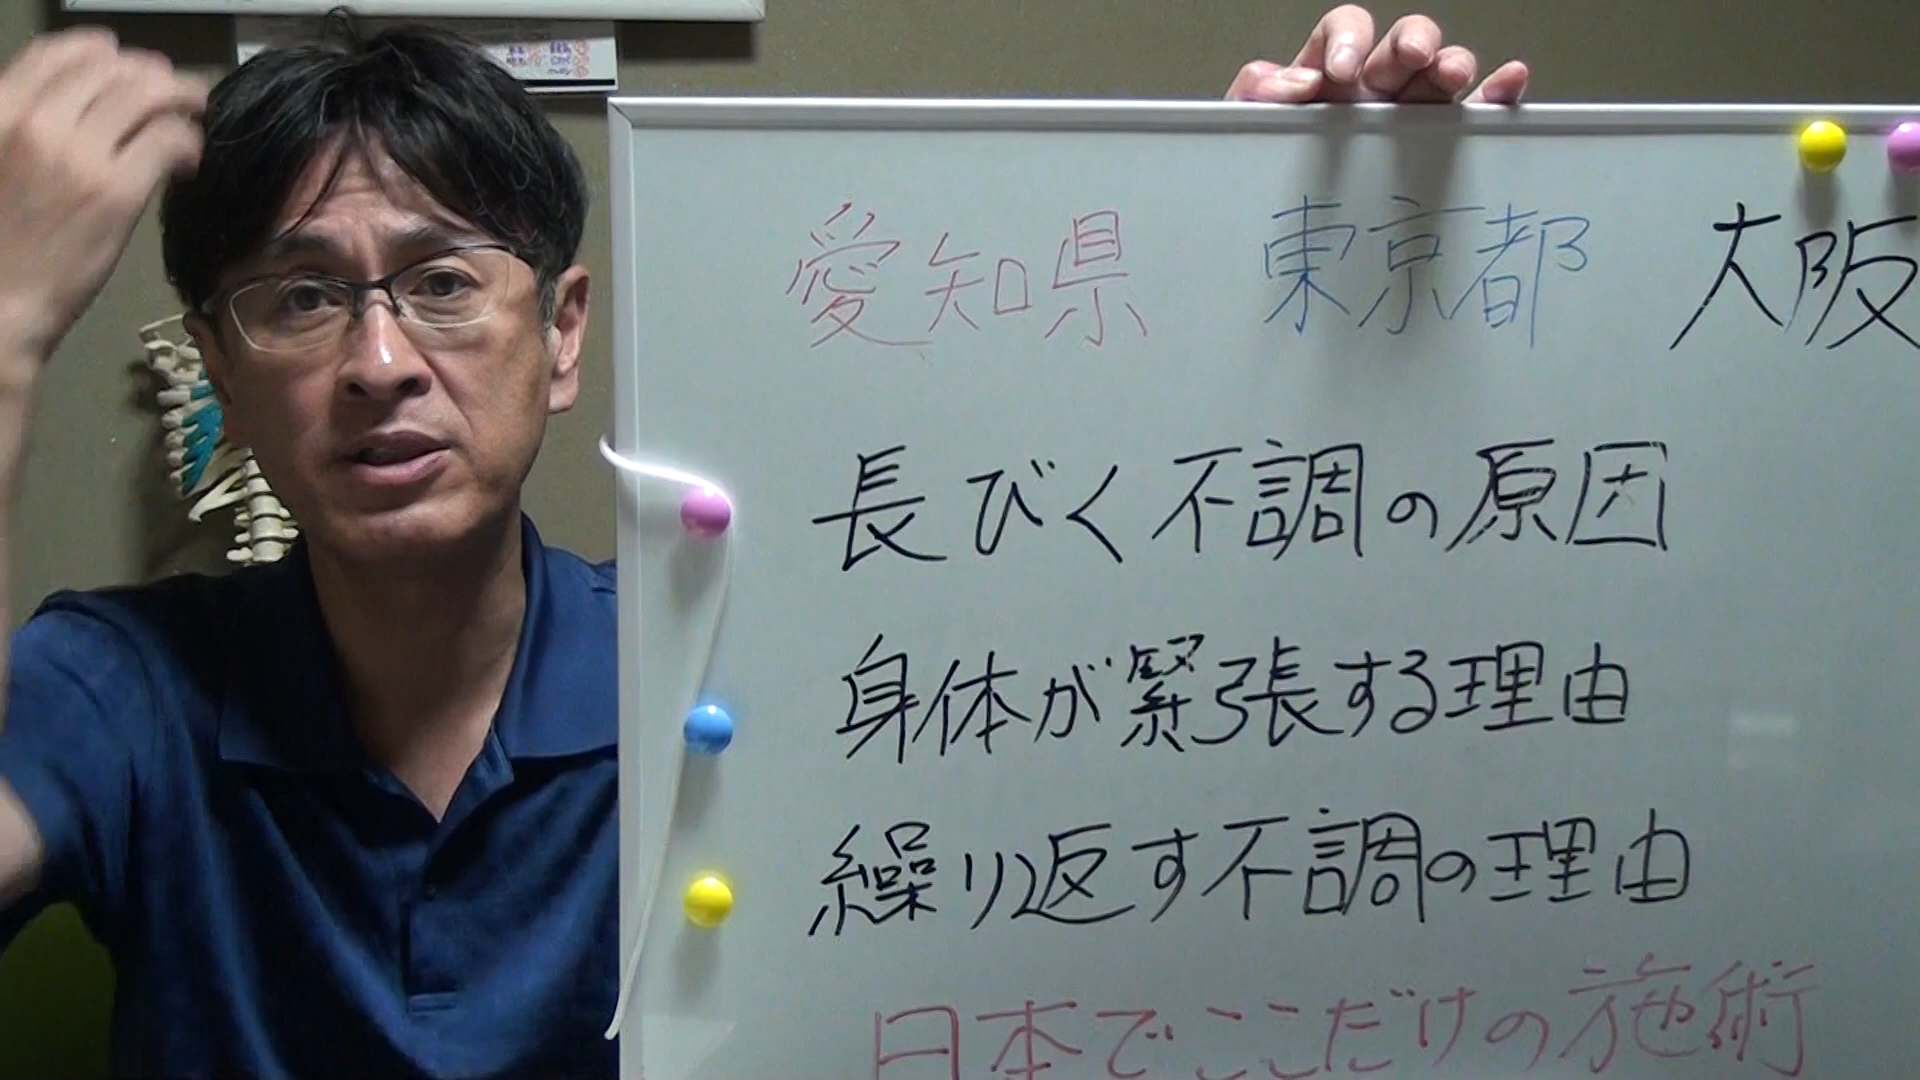 愛知県 東京都 大阪
長びく不調の原因
身体が緊張する理由
繰り返す不調の理由
日本でここだけの施術